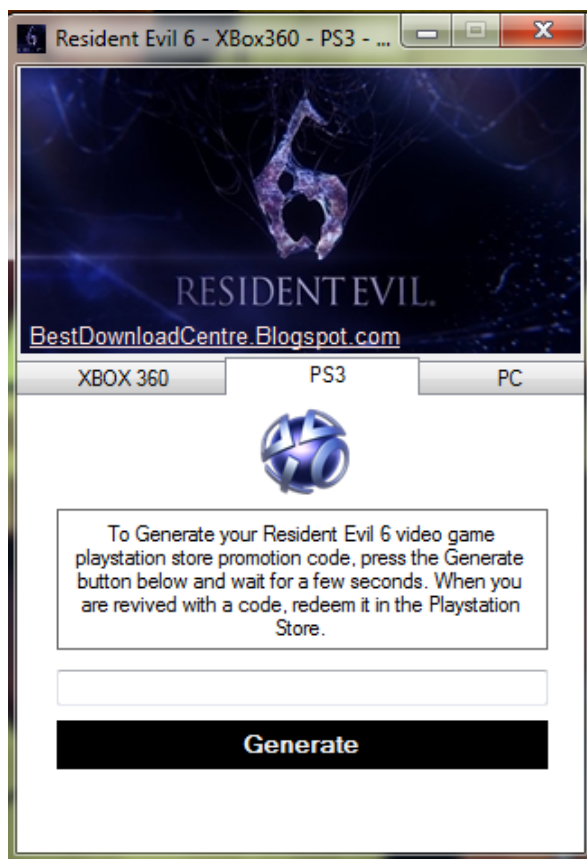 Resident Evil 6 - XBox360 - PS3 - ...
RESIDENT EVIL.
BestDownloadCentre.Blogspot.com
XBOX 360 PS3 PC
To Generate your Resident Evil 6 video game
playstation store promotion code, press the Generate
button below and wait for a few seconds. When you
are revived with a code, redeem it in the Playstation
Store.
Generate